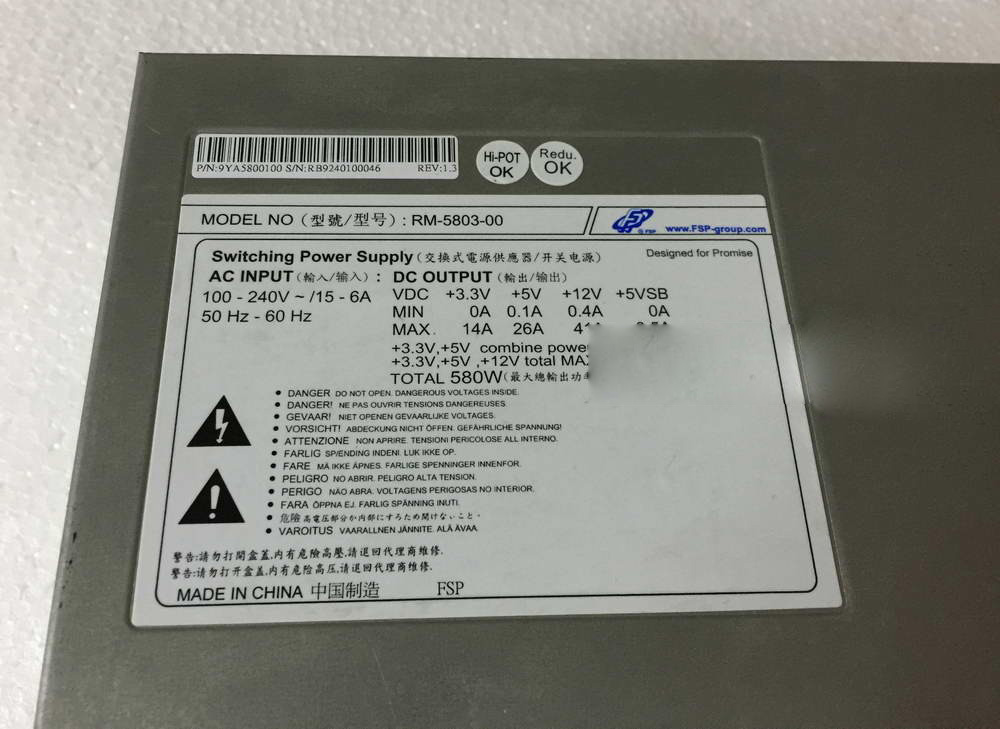 P/N:9YA5800100 S/N:RB9240100046 REV:1.3
Hi-POT
OK
Redu.
OK
MODEL NO (型號/型号) : RM-5803-00
FSP
www.FSP-group.com
Switching Power Supply (交換式電源供應器/开关电源)
Designed for Promise
AC INPUT (輸入/输入) : DC OUTPUT (輸出/输出)
100 - 240V ~ /15 - 6A
50 Hz - 60 Hz
VDC +3.3V +5V +12V +5VSB
MIN 0A 0.1A 0.4A 0A
MAX. 14A 26A
+3.3V,+5V combine power
+3.3V,+5V ,+12V total MAX
TOTAL 580W(最大總輸出功率
• DANGER DO NOT OPEN. DANGEROUS VOLTAGES INSIDE.
• DANGER! NE PAS OUVRIR TENSIONS DANGEREUSES.
• GEVAAR! NIET OPENEN GEVAARLIJKE VOLTAGES.
• VORSICHT! ABDECKUNG NICHT ÖFFEN. GEFÄHRLICHE SPANNUNG!
• ATTENZIONE NON APRIRE. TENSIONI PERICOLOSE ALL INTERNO.
• FARLIG SPÆNDING INDENI. LUK IKKE OP.
• FARE MÅ IKKE ÅPNES. FARLIGE SPENNINGER INNENFOR.
• PELIGRO NO ABRIR. PELIGRO ALTA TENSION.
• PERIGO NÃO ABRA. VOLTAGENS PERIGOSAS NO INTERIOR.
• FARA ÖPPNA EJ. FARLIG SPÄNNING INUTI.
• 危險 高電圧部分か内部にするため開けないこと。
• VAROITUS VAARALLNEN JÄNNITE. ALÄ ÄVAA.
警告:請勿打開盒蓋,內有危險高壓,請退回代理商維修.
警告:请勿打开盒盖,内有危险高压,请退回代理商维修.
MADE IN CHINA 中国制造 FSP